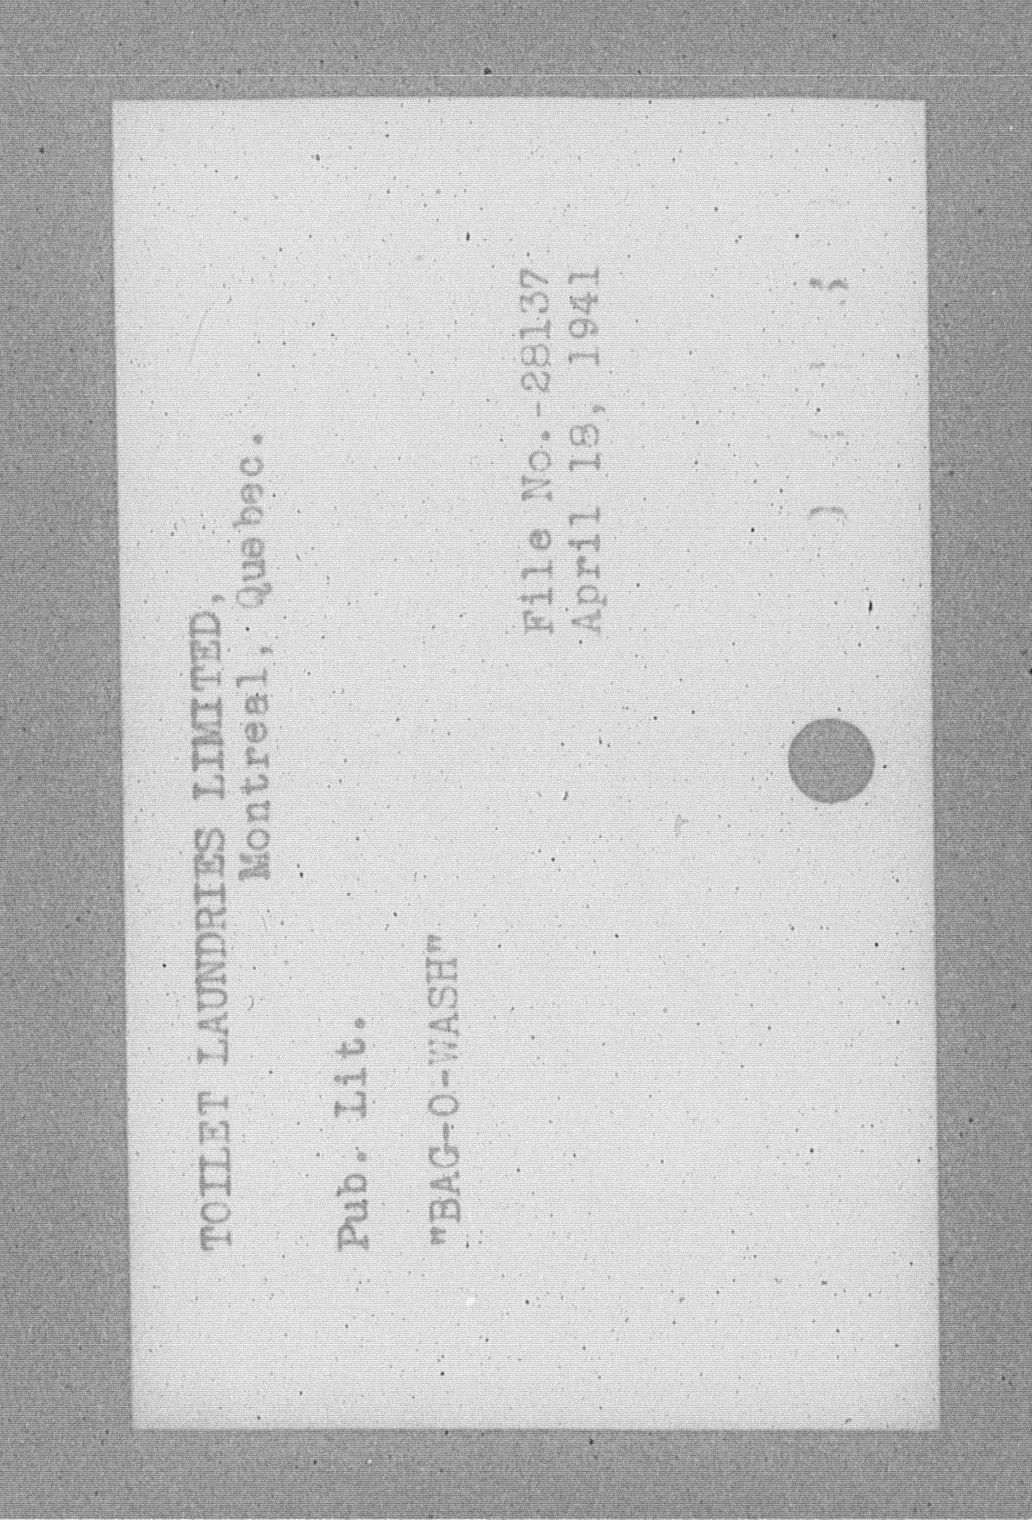 TOILET LAUNDRIES LIMITED,
Montreal, Quebec.
Pub. Lit.
"BAG-O-WASH"
File No.-28137
April 18, 1941